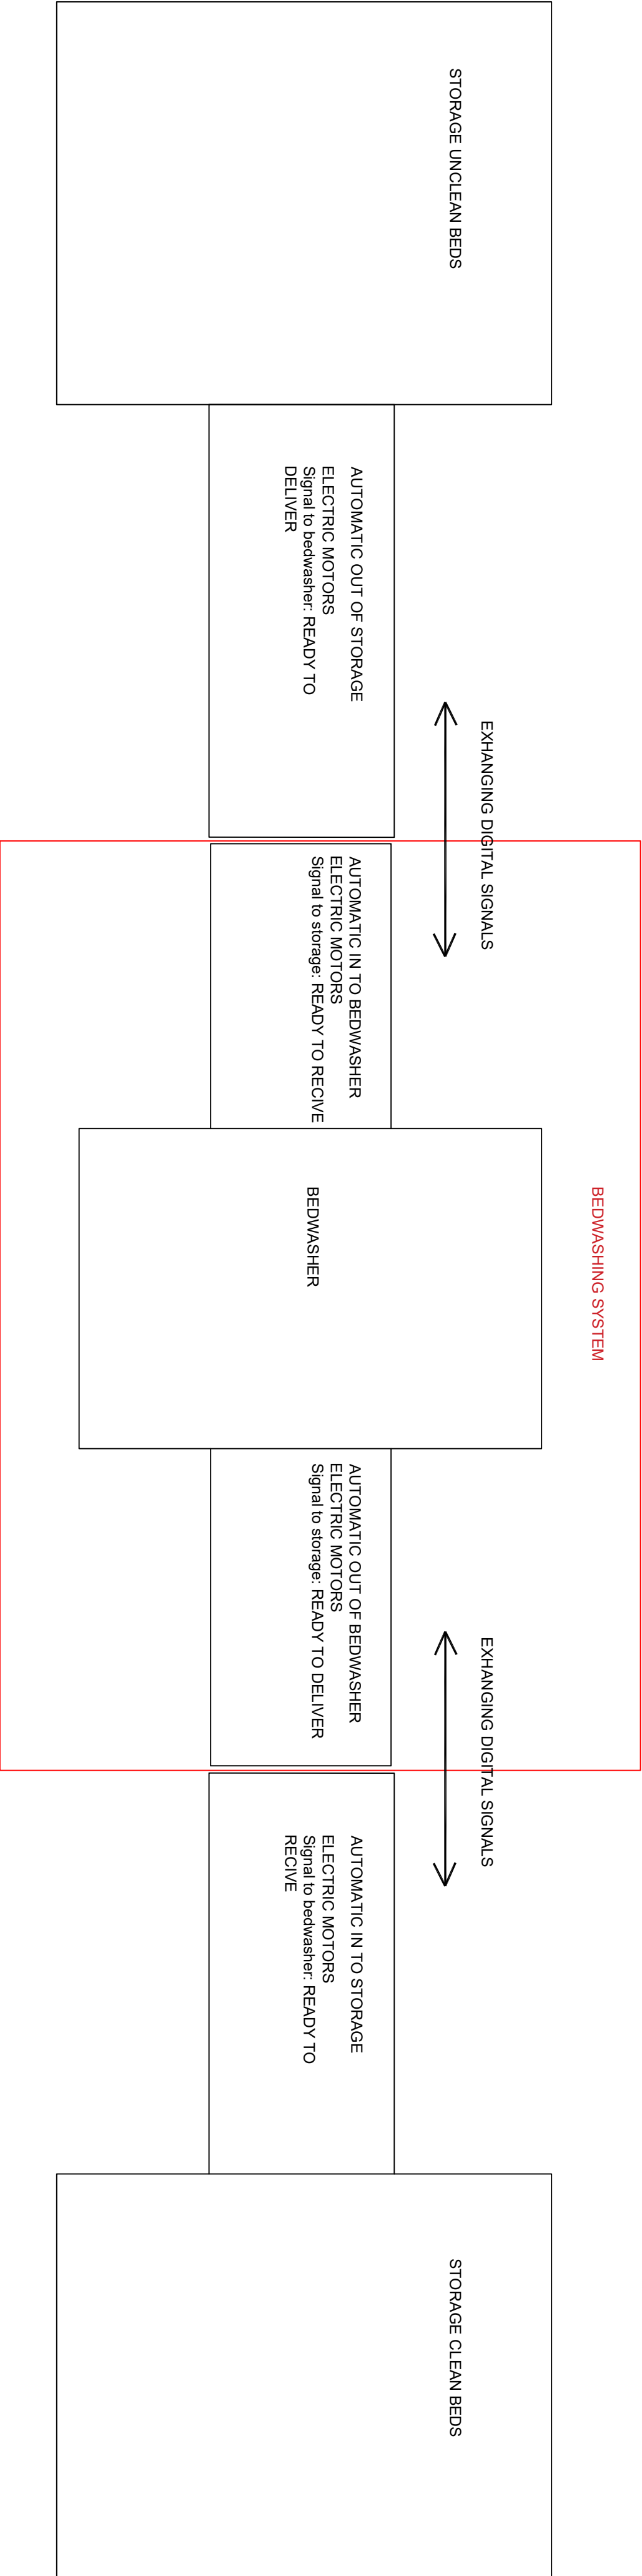 STORAGE UNCLEAN BEDS
AUTOMATIC OUT OF STORAGE
ELECTRIC MOTORS
Signal to bedwasher: READY TO
DELIVER
EXHANGING DIGITAL SIGNALS
BEDWASHING SYSTEM
AUTOMATIC IN TO BEDWASHER
ELECTRIC MOTORS
Signal to storage: READY TO RECIVE
BEDWASHER
AUTOMATIC OUT OF BEDWASHER
ELECTRIC MOTORS
Signal to storage: READY TO DELIVER
EXHANGING DIGITAL SIGNALS
AUTOMATIC IN TO STORAGE
ELECTRIC MOTORS
Signal to bedwasher: READY TO
RECIVE
STORAGE CLEAN BEDS